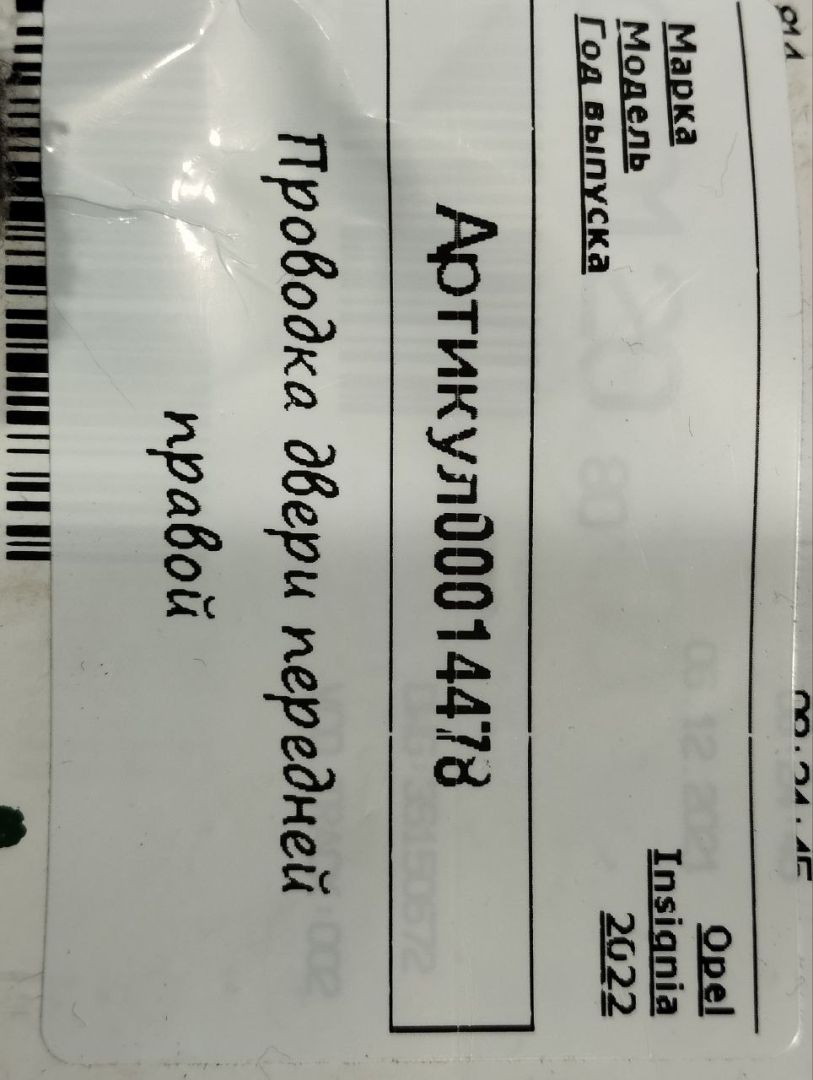 Марка Opel
Модель Insignia
Год выпуска 2022
Артикул00014478
Проводка двери передней
правой